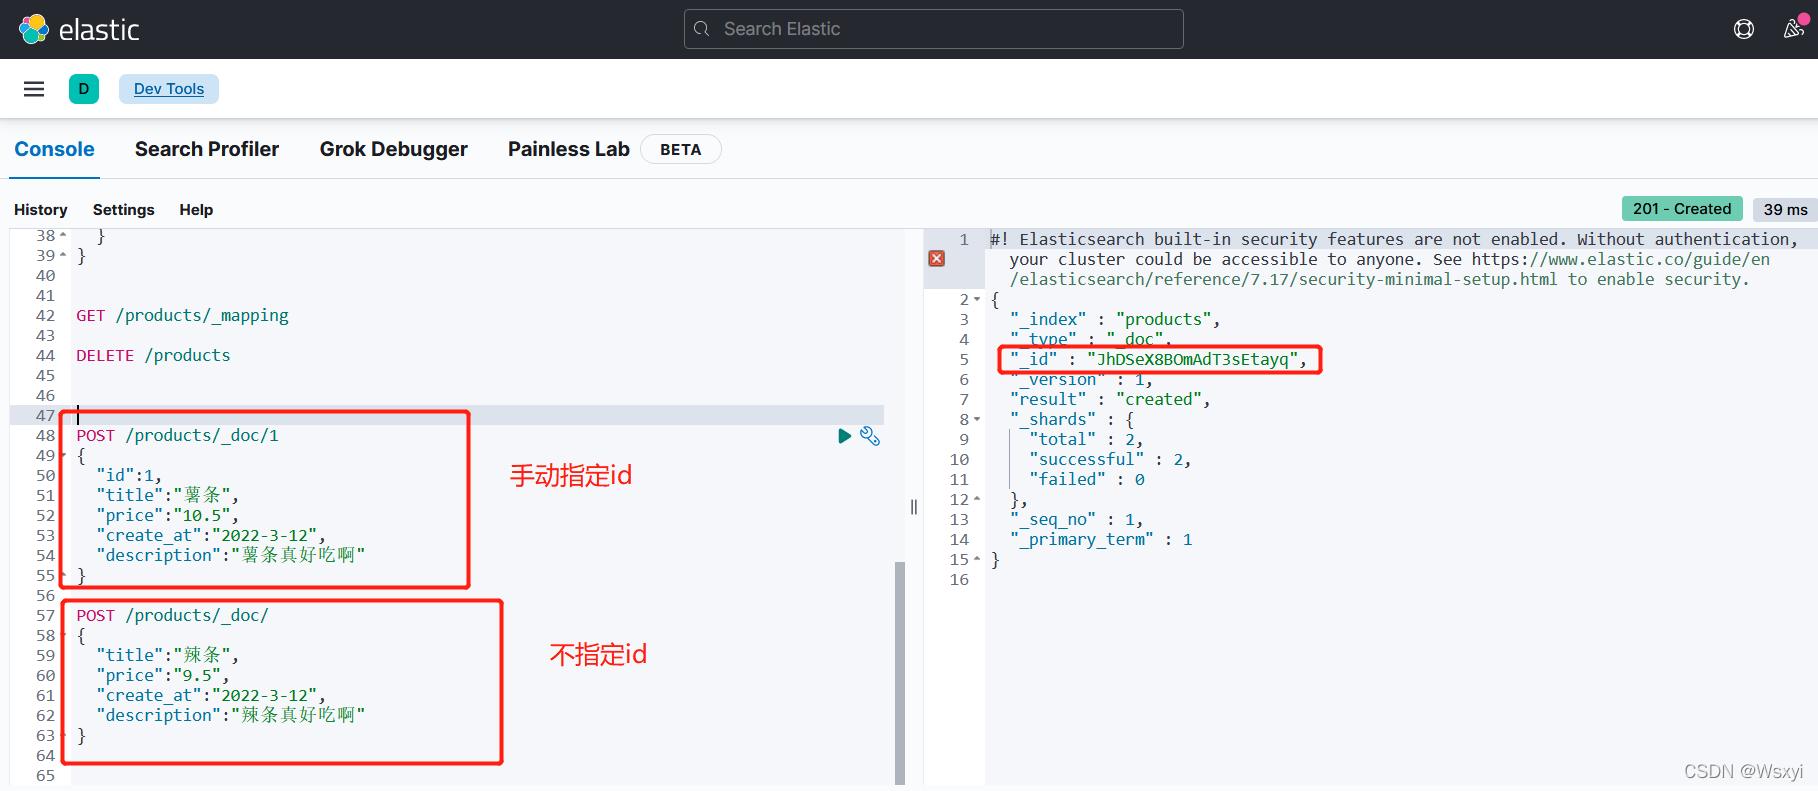 elastic
Search Elastic
D
Dev Tools
Console Search Profiler Grok Debugger Painless Lab BETA
History Settings Help
201 - Created 39 ms
38 }
39 }
40
41
42 GET /products/_mapping
43
44 DELETE /products
45
46
47
48 POST /products/_doc/1
49 {
50 "id":1,
51 "title":"薯条",
52 "price":"10.5",
53 "create_at":"2022-3-12",
54 "description":"薯条真好吃啊"
55 }
56
57 POST /products/_doc/
58 {
59 "title":"辣条",
60 "price":"9.5",
61 "create_at":"2022-3-12",
62 "description":"辣条真好吃啊"
63 }
64
65
手动指定id
不指定id
1 #! Elasticsearch built-in security features are not enabled. Without authentication,
your cluster could be accessible to anyone. See https://www.elastic.co/guide/en
/elasticsearch/reference/7.17/security-minimal-setup.html to enable security.
2 {
3 "_index" : "products",
4 "_type" : "_doc",
5 "_id" : "JhDSeX8BOmAdT3sEtayq",
6 "_version" : 1,
7 "result" : "created",
8 "_shards" : {
9 "total" : 2,
10 "successful" : 2,
11 "failed" : 0
12 },
13 "_seq_no" : 1,
14 "_primary_term" : 1
15 }
16
CSDN @Wsxyi